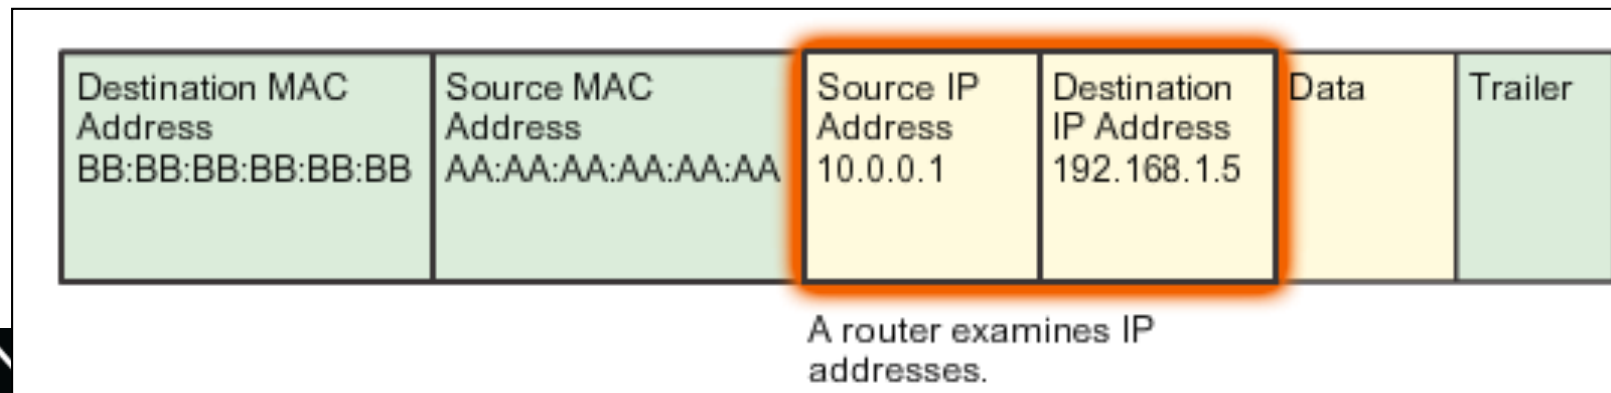 Destination MAC
Address
BB:BB:BB:BB:BB:BB
Source MAC
Address
AA:AA:AA:AA:AA:AA
Source IP
Address
10.0.0.1
Destination
IP Address
192.168.1.5
Data
Trailer
A router examines IP
addresses.